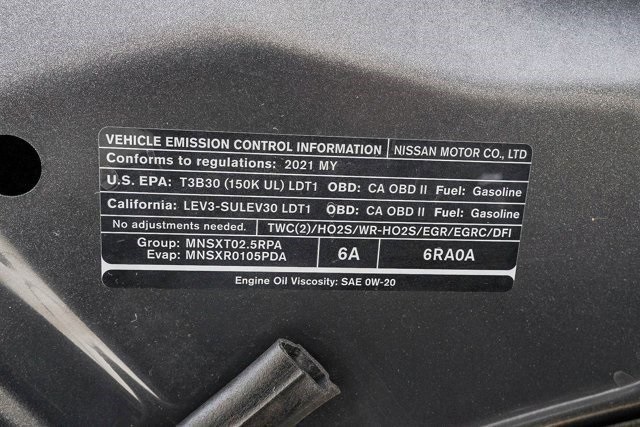 VEHICLE EMISSION CONTROL INFORMATION NISSAN MOTOR CO., LTD
Conforms to regulations: 2021 MY
U.S. EPA: T3B30 (150K UL) LDT1 OBD: CA OBD II Fuel: Gasoline
California: LEV3-SULEV30 LDT1 OBD: CA OBD II Fuel: Gasoline
No adjustments needed. TWC(2)/HO2S/WR-HO2S/EGR/EGRC/DFI
Group: MNSXT02.5RPA
Evap: MNSXR0105PDA
6A
6RA0A
Engine Oil Viscosity: SAE 0W-20